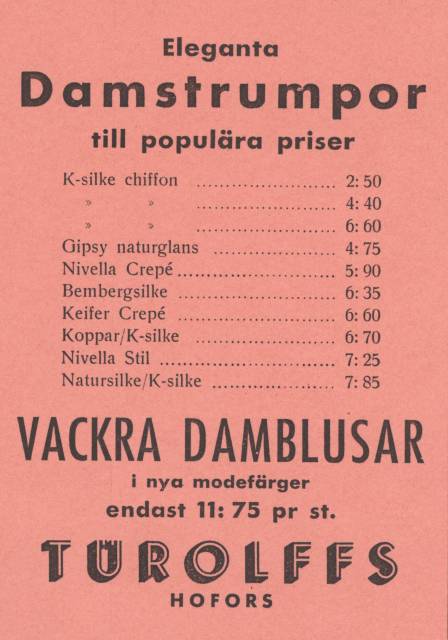 Eleganta
Damstrumpor
till populära priser
K-silke chiffon ........................ 2: 50
» » ........................ 4: 40
» » ........................ 6: 60
Gipsy naturglans ..................... 4: 75
Nivella Crepé........................... 5: 90
Bembergsilke ........................... 6: 35
Keifer Crepé ............................. 6: 60
Koppar/K-silke ........................ 6: 70
Nivella Stil ............................... 7: 25
Natursilke/K-silke ..................... 7: 85
VACKRA DAMBLUSAR
i nya modefärger
endast 11: 75 pr st.
TUROLFFS
HOFORS